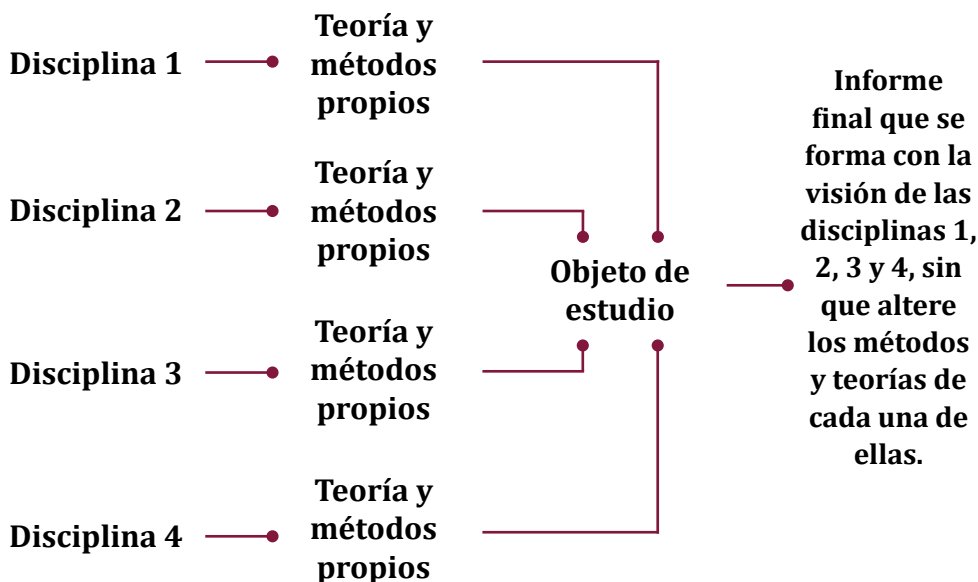 Disciplina 1
Teoría y
métodos
propios
Disciplina 2
Teoría y
métodos
propios
Disciplina 3
Teoría y
métodos
propios
Disciplina 4
Teoría y
métodos
propios
Objeto de
estudio
Informe
final que se
forma con la
visión de las
disciplinas 1,
2, 3 y 4, sin
que altere
los métodos
y teorías de
cada una de
ellas.